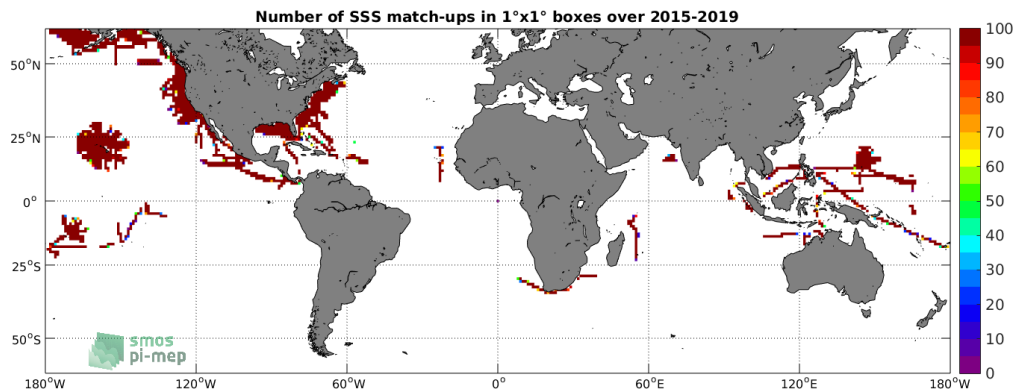 Number of SSS match-ups in 1°x1° boxes over 2015-2019
100
90
80
70
60
50
40
30
20
10
0
50°N
25°N
0°
25°S
50°S
smos
pi-mep
180°W 120°W 60°W 0° 60°E 120°E 180°W